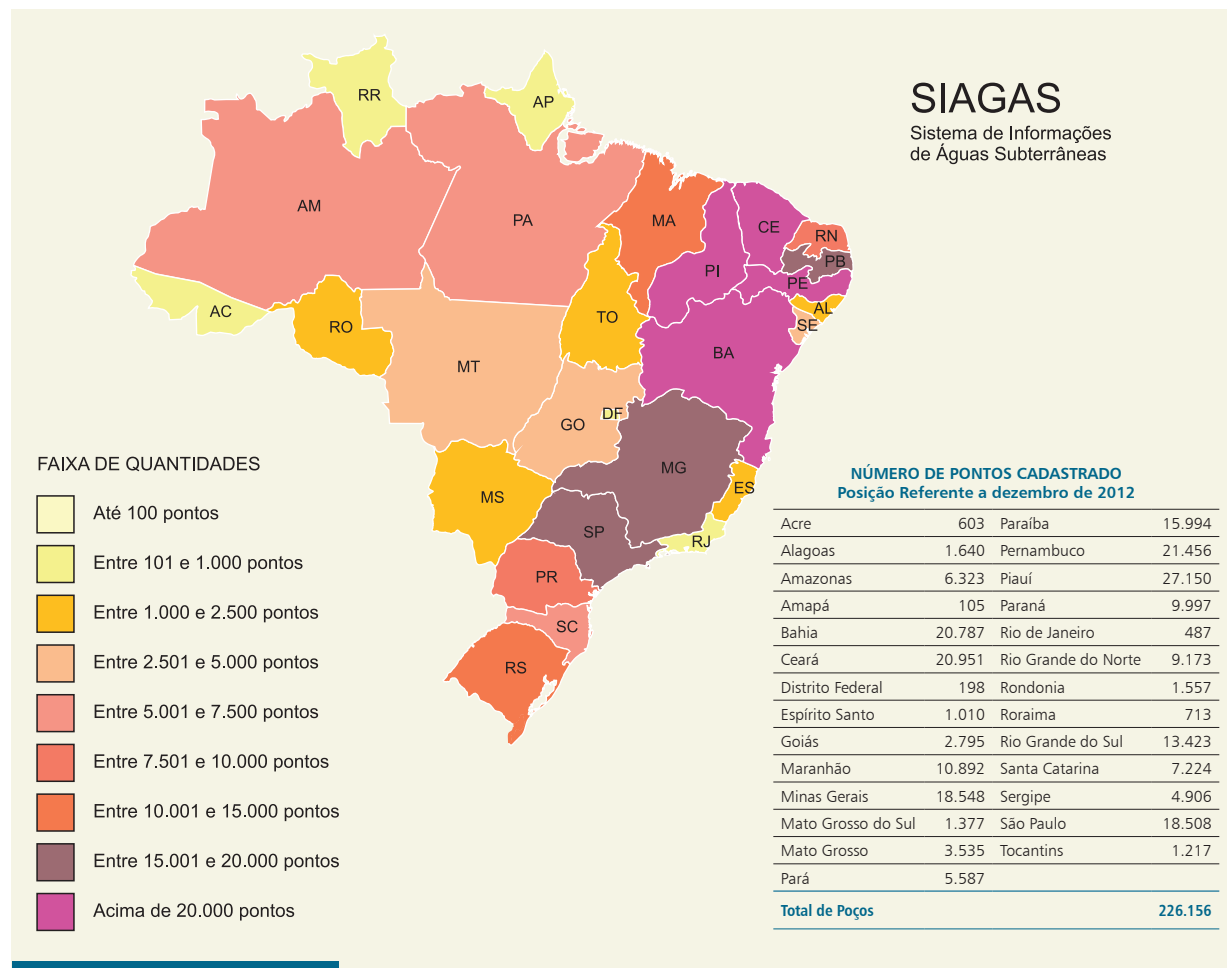 SIAGAS
Sistema de Informações
de Águas Subterrâneas
RR
AP
AM
PA
MA
CE
RN
PB
PI
PE
AC
AL
RO
TO
SE
BA
MT
DF
GO
MG
MS
ES
SP
RJ
PR
SC
RS
FAIXA DE QUANTIDADES
Até 100 pontos
Entre 101 e 1.000 pontos
Entre 1.000 e 2.500 pontos
Entre 2.501 e 5.000 pontos
Entre 5.001 e 7.500 pontos
Entre 7.501 e 10.000 pontos
Entre 10.001 e 15.000 pontos
Entre 15.001 e 20.000 pontos
Acima de 20.000 pontos
NÚMERO DE PONTOS CADASTRADO
Posição Referente a dezembro de 2012
Acre 603 Paraíba 15.994
Alagoas 1.640 Pernambuco 21.456
Amazonas 6.323 Piauí 27.150
Amapá 105 Paraná 9.997
Bahia 20.787 Rio de Janeiro 487
Ceará 20.951 Rio Grande do Norte 9.173
Distrito Federal 198 Rondonia 1.557
Espírito Santo 1.010 Roraima 713
Goiás 2.795 Rio Grande do Sul 13.423
Maranhão 10.892 Santa Catarina 7.224
Minas Gerais 18.548 Sergipe 4.906
Mato Grosso do Sul 1.377 São Paulo 18.508
Mato Grosso 3.535 Tocantins 1.217
Pará 5.587
Total de Poços 226.156